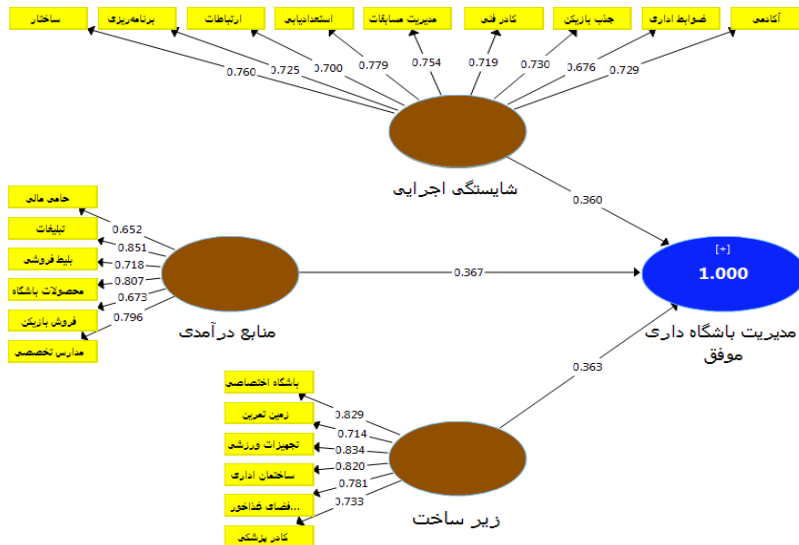 آکادمی
ضوابط اداری
جذب بازیکن
کادر فنی
مدیریت مسابقات
استعدادیابی
ارتباطات
برنامه‌ریزی
ساختار
0.729
0.676
0.730
0.719
0.754
0.779
0.700
0.725
0.760
شایستگی اجرایی
0.360
حامی مالی
تبلیغات
بلیط فروشی
محصولات باشگاه
فروش بازیکن
مدارس تخصصی
0.652
0.851
0.718
0.807
0.673
0.796
منابع درآمدی
0.367
[+]
1.000
مدیریت باشگاه داری
موفق
0.363
باشگاه اختصاصی
زمین تمرین
تجهیزات ورزشی
ساختمان اداری
فضای غذاخور...
کادر پزشکی
0.829
0.714
0.834
0.820
0.781
0.733
زیر ساخت